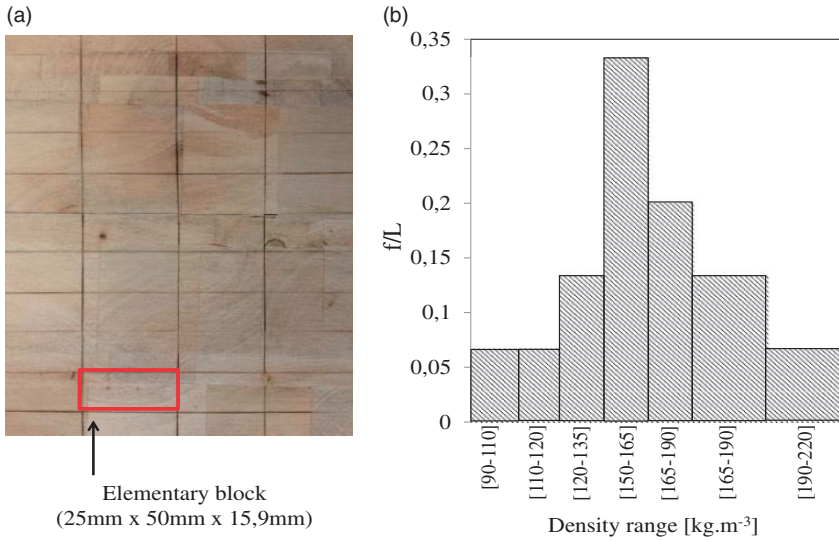 (a)
Elementary block
(25mm x 50mm x 15,9mm)
(b)
f/L
0,35
0,3
0,25
0,2
0,15
0,1
0,05
0
[90-110]
[110-120]
[120-135]
[150-165]
[165-190]
[165-190]
[190-220]
Density range [kg.m⁻³]